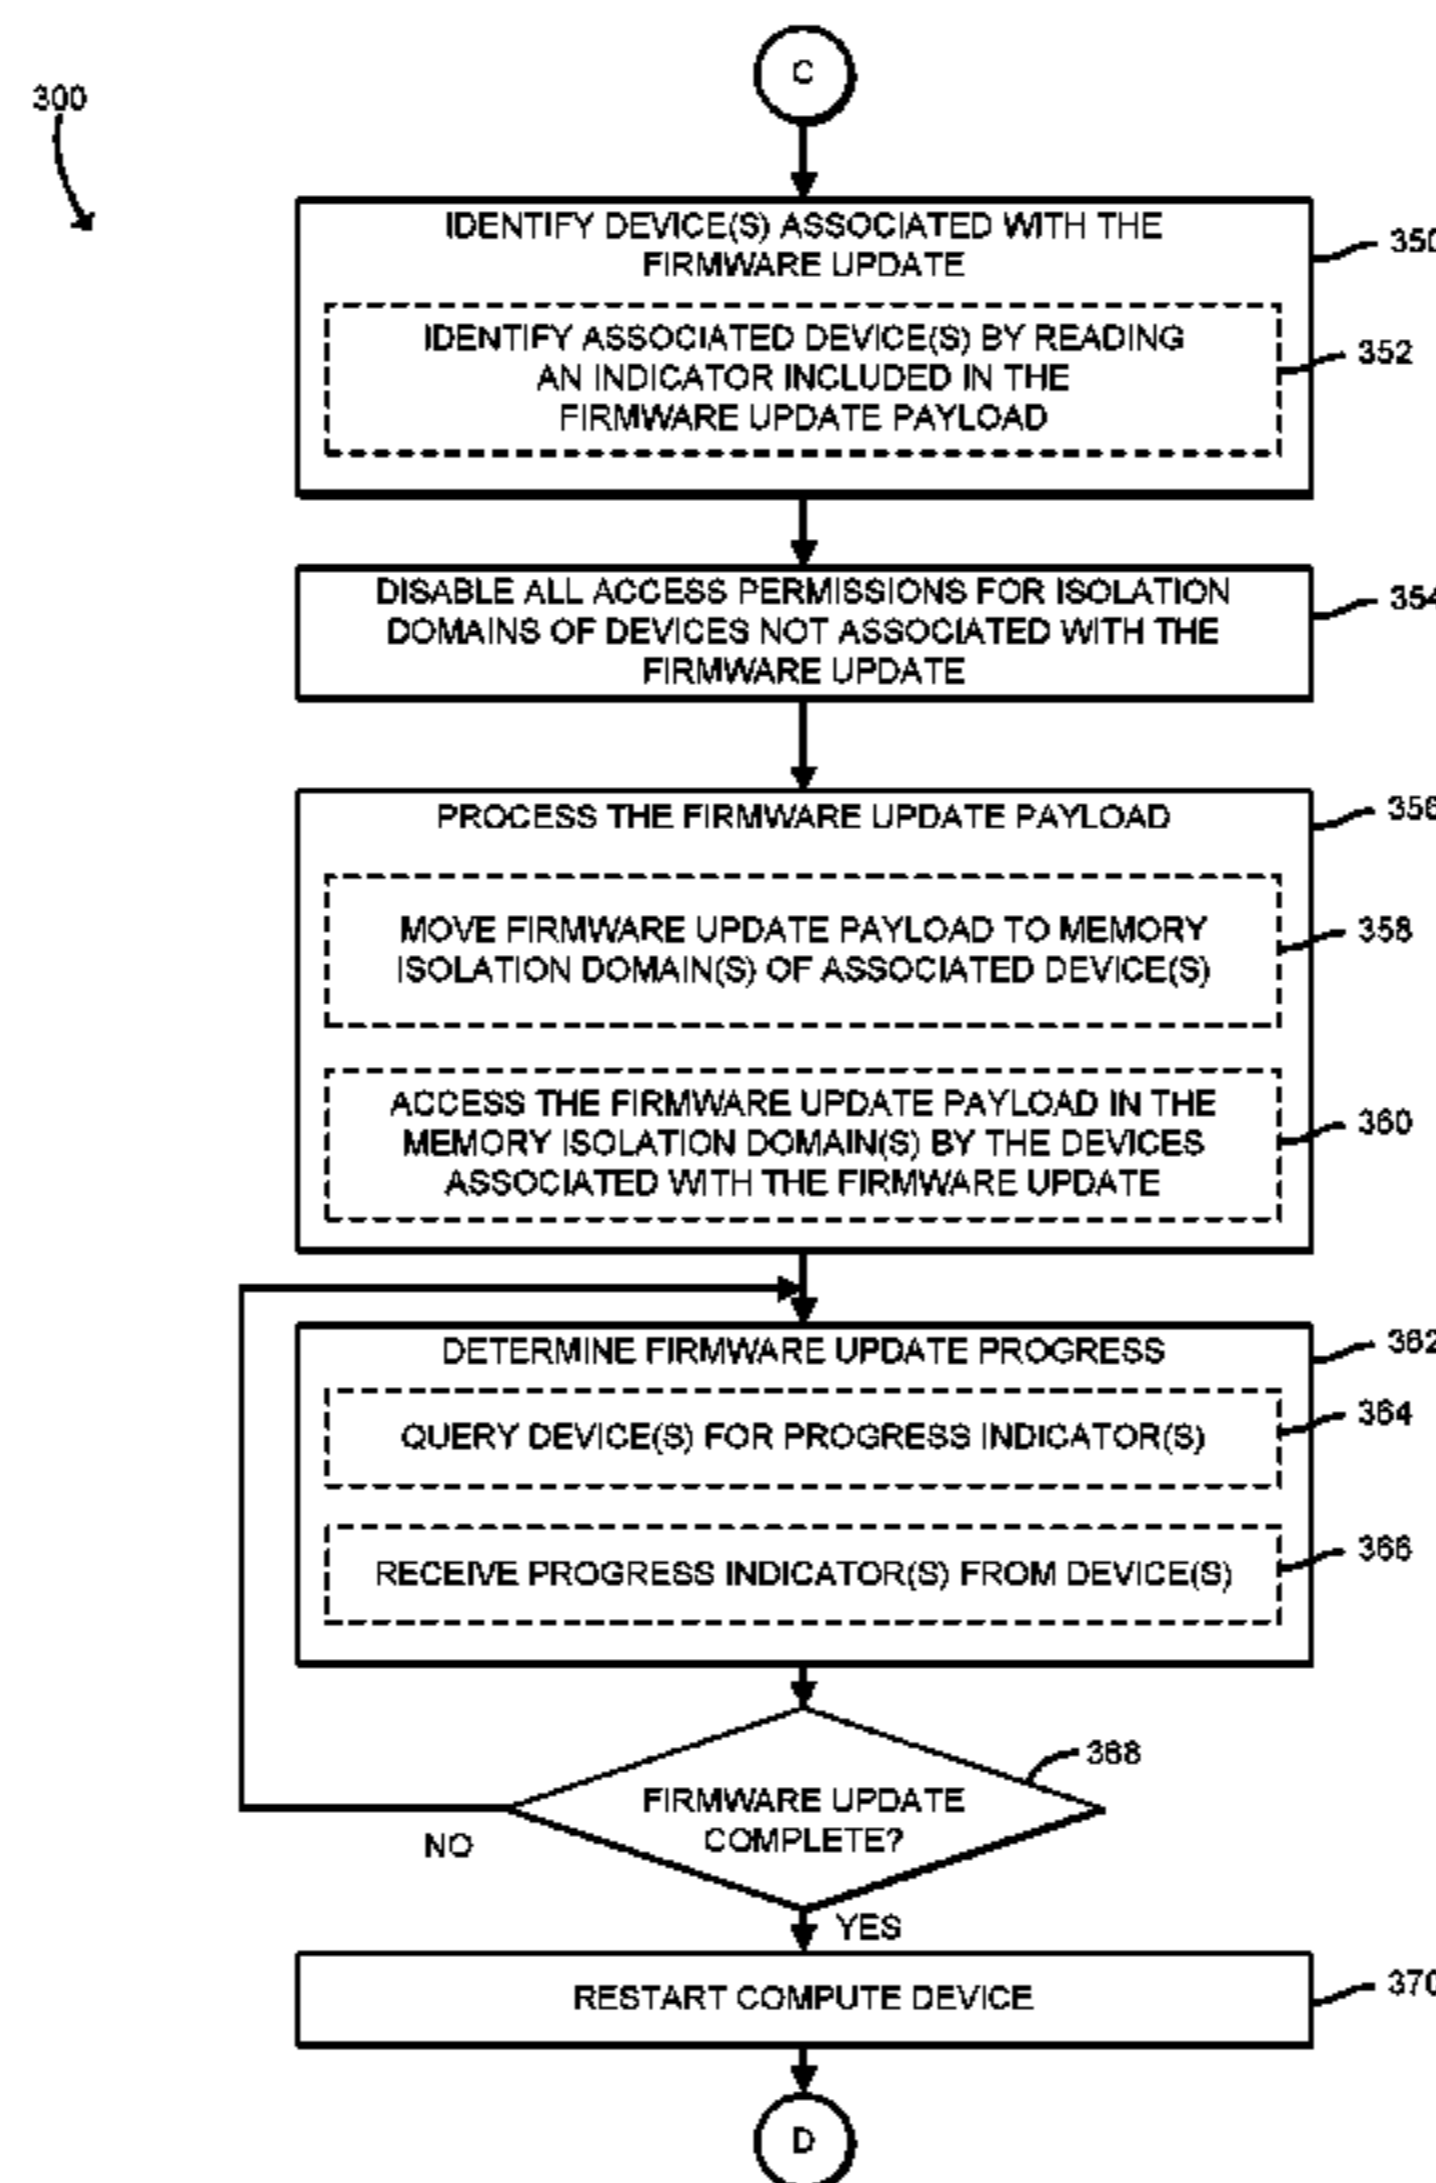 C
300
IDENTIFY DEVICE(S) ASSOCIATED WITH THE
FIRMWARE UPDATE
350
IDENTIFY ASSOCIATED DEVICE(S) BY READING
AN INDICATOR INCLUDED IN THE
FIRMWARE UPDATE PAYLOAD
352
DISABLE ALL ACCESS PERMISSIONS FOR ISOLATION
DOMAINS OF DEVICES NOT ASSOCIATED WITH THE
FIRMWARE UPDATE
354
PROCESS THE FIRMWARE UPDATE PAYLOAD
356
MOVE FIRMWARE UPDATE PAYLOAD TO MEMORY
ISOLATION DOMAIN(S) OF ASSOCIATED DEVICE(S)
358
ACCESS THE FIRMWARE UPDATE PAYLOAD IN THE
MEMORY ISOLATION DOMAIN(S) BY THE DEVICES
ASSOCIATED WITH THE FIRMWARE UPDATE
360
DETERMINE FIRMWARE UPDATE PROGRESS
362
QUERY DEVICE(S) FOR PROGRESS INDICATOR(S)
364
RECEIVE PROGRESS INDICATOR(S) FROM DEVICE(S)
366
368
FIRMWARE UPDATE
COMPLETE?
NO
YES
RESTART COMPUTE DEVICE
370
D